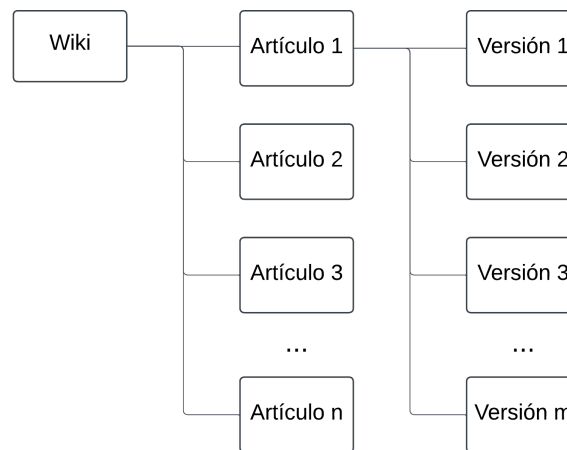 Wiki
Artículo 1
Versión 1
Artículo 2
Versión 2
Artículo 3
Versión 3
...
...
Artículo n
Versión m